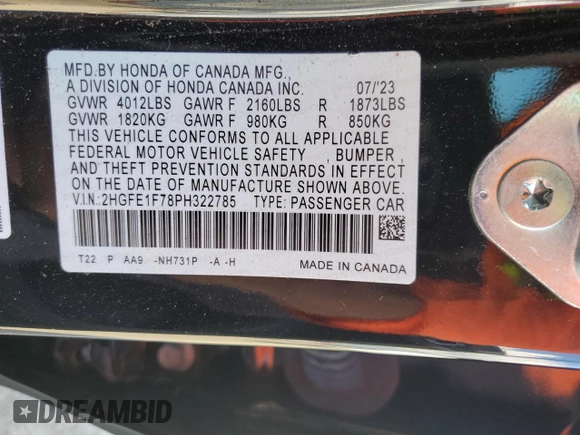 MFD.BY HONDA OF CANADA MFG.,
A DIVISION OF HONDA CANADA INC. 07/'23
GVWR 4012LBS GAWR F 2160LBS R 1873LBS
GVWR 1820KG GAWR F 980KG R 850KG
THIS VEHICLE CONFORMS TO ALL APPLICABLE
FEDERAL MOTOR VEHICLE SAFETY , BUMPER ,
AND THEFT PREVENTION STANDARDS IN EFFECT
ON THE DATE OF MANUFACTURE SHOWN ABOVE.
V.I.N: 2HGFE1F78PH322785 TYPE: PASSENGER CAR
T22 P AA9 -NH731P -A -H
MADE IN CANADA
DREAMBID